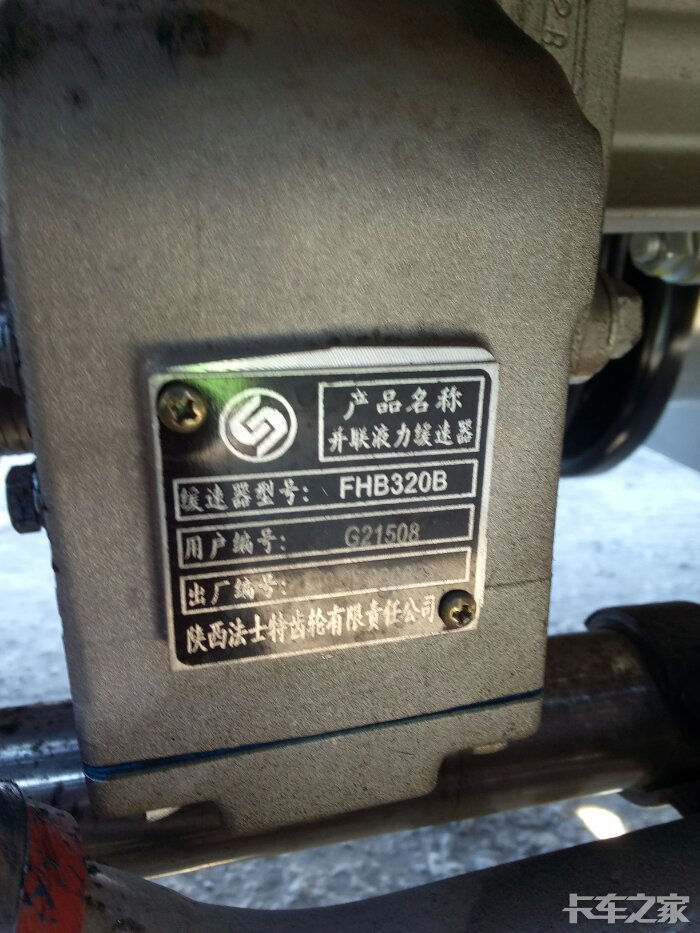 2B
产品名称
并联液力缓速器
缓速器型号: FHB320B
用户编号: G21508
出厂编号:
陕西法士特齿轮有限责任公司
卡车之家